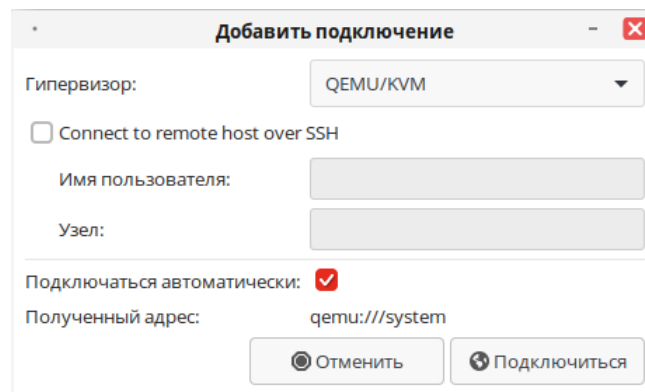 Добавить подключение
Гипервизор: QEMU/KVM
Connect to remote host over SSH
Имя пользователя:
Узел:
Подключаться автоматически:
Полученный адрес: qemu:///system
Отменить Подключиться